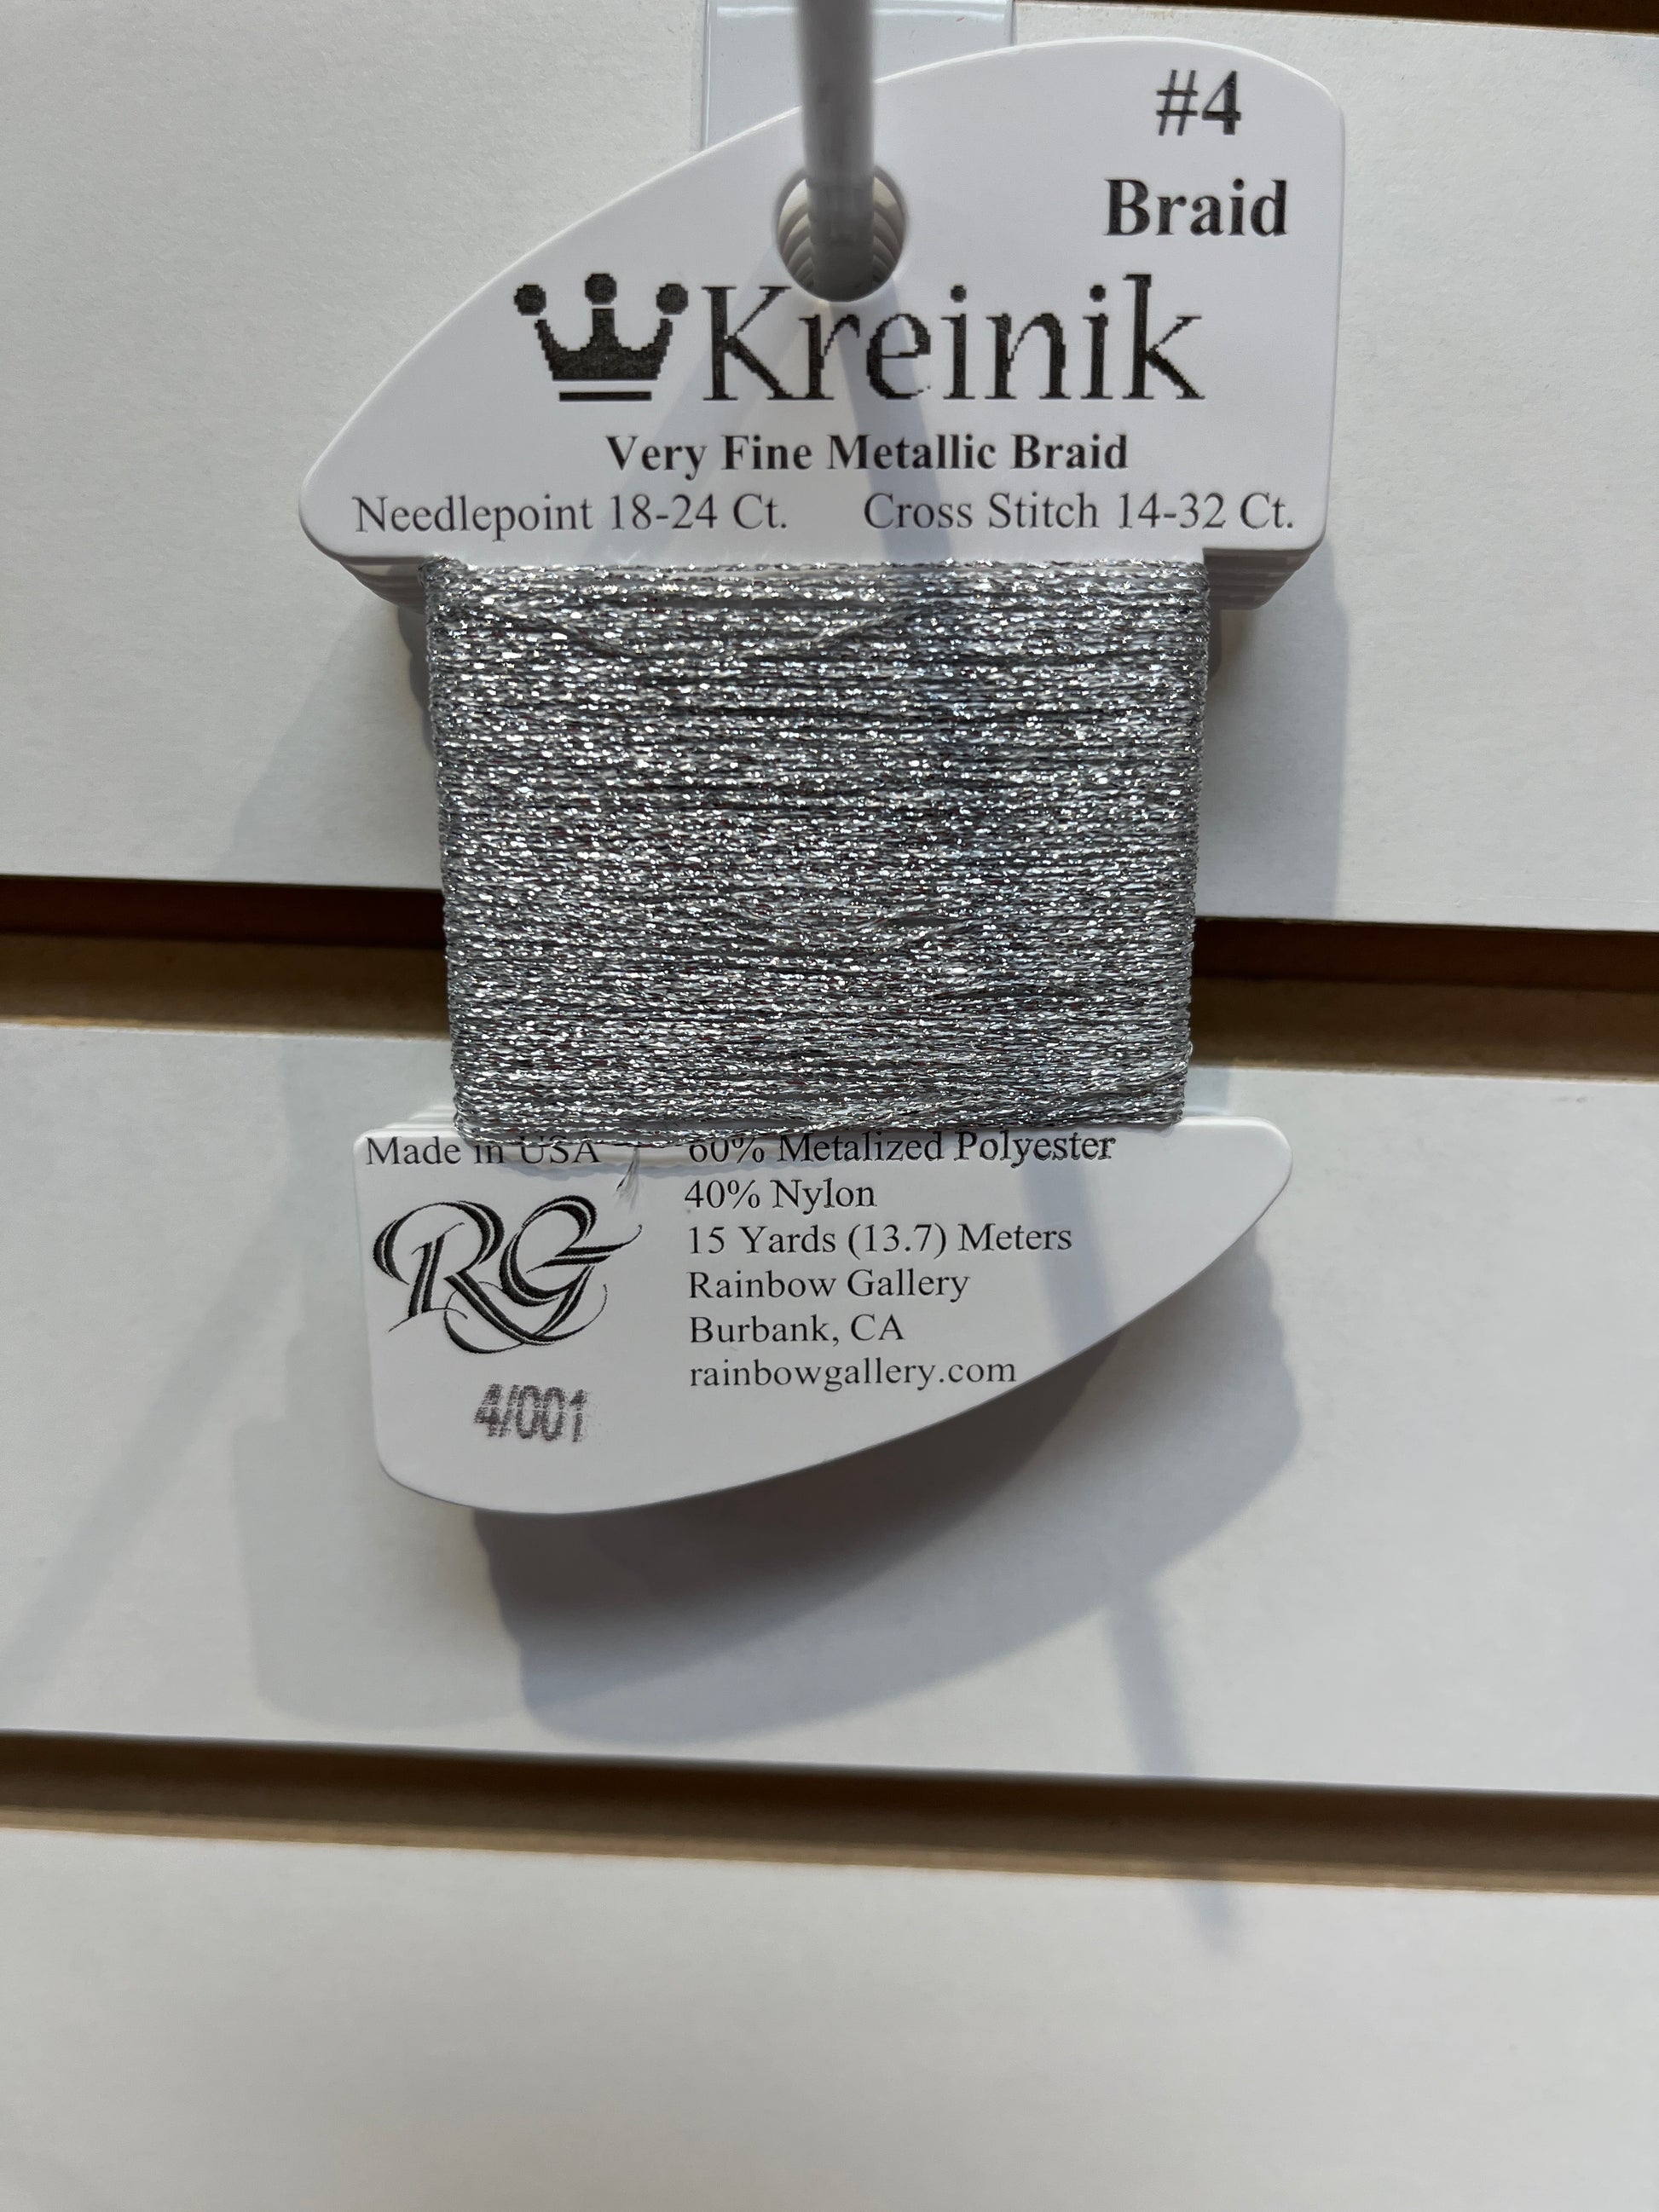 #4
Braid
Kreinik
Very Fine Metallic Braid
Needlepoint 18-24 Ct. Cross Stitch 14-32 Ct.
Made in USA 60% Metalized Polyester
40% Nylon
15 Yards (13.7) Meters
RG
Rainbow Gallery
Burbank, CA
rainbowgallery.com
4/001